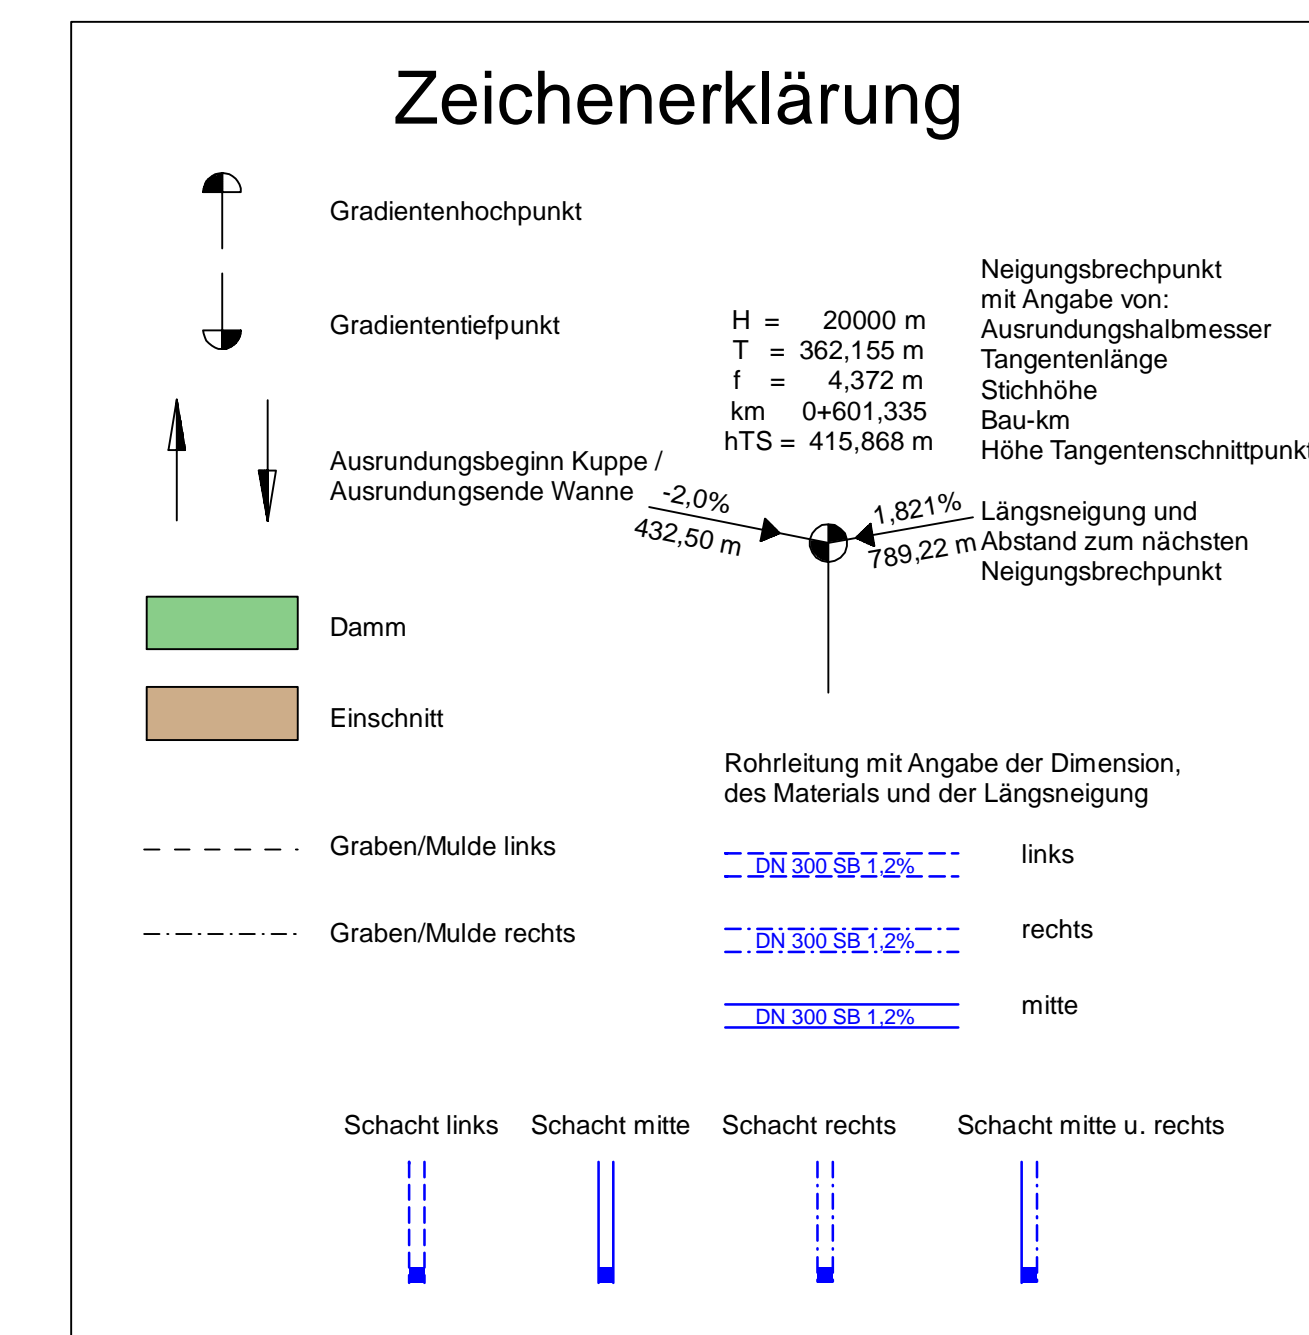 Zeichenerklärung
Gradientenhochpunkt
Gradiententiefpunkt
Ausrundungsbeginn Kuppe /
Ausrundungsende Wanne
Damm
Einschnitt
Graben/Mulde links
Graben/Mulde rechts
H = 20000 m
T = 362,155 m
f = 4,372 m
km 0+601,335
hTS = 415,868 m
Neigungsbrechpunkt
mit Angabe von:
Ausrundungshalbmesser
Tangentenlänge
Stichhöhe
Bau-km
Höhe Tangentenschnittpunkt
-2,0%
432,50 m
1,821%
789,22 m
Längsneigung und
Abstand zum nächsten
Neigungsbrechpunkt
Rohrleitung mit Angabe der Dimension,
des Materials und der Längsneigung
DN 300 SB 1,2%
links
DN 300 SB 1,2%
rechts
DN 300 SB 1,2%
mitte
Schacht links
Schacht mitte
Schacht rechts
Schacht mitte u. rechts